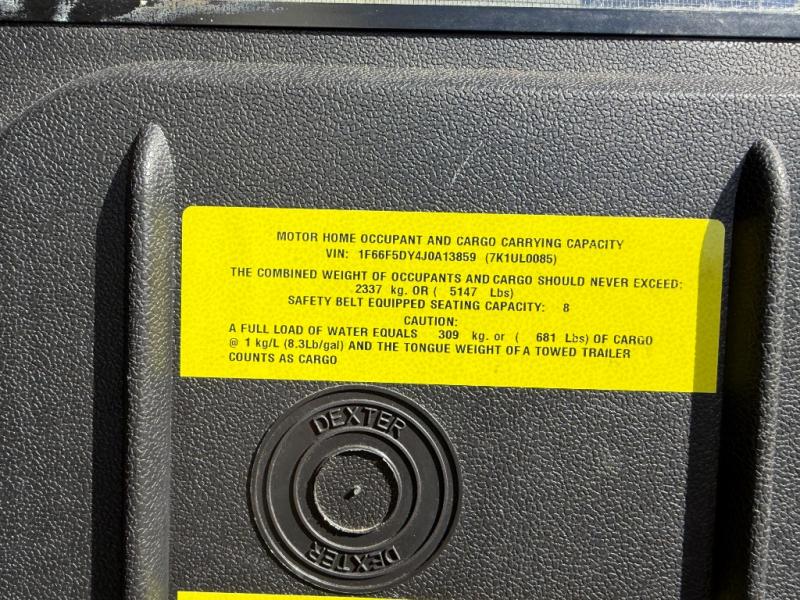 MOTOR HOME OCCUPANT AND CARGO CARRYING CAPACITY
VIN: 1F66F5DY4J0A13859 (7K1UL0085)
THE COMBINED WEIGHT OF OCCUPANTS AND CARGO SHOULD NEVER EXCEED:
2337 kg. OR ( 5147 Lbs)
SAFETY BELT EQUIPPED SEATING CAPACITY: 8
CAUTION:
A FULL LOAD OF WATER EQUALS 309 kg. or ( 681 Lbs) OF CARGO
@ 1 kg/L (8.3Lb/gal) AND THE TONGUE WEIGHT OF A TOWED TRAILER
COUNTS AS CARGO
DEXTER
DEXTER